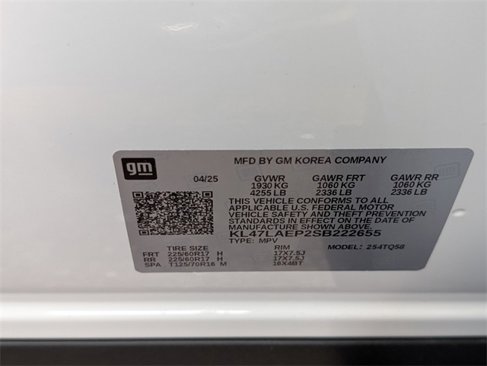 gm
MFD BY GM KOREA COMPANY
04/25 GVWR GAWR FRT GAWR RR
1930 KG 1060 KG 1060 KG
4255 LB 2336 LB 2336 LB
THIS VEHICLE CONFORMS TO ALL
APPLICABLE U.S. FEDERAL MOTOR
VEHICLE SAFETY AND THEFT PREVENTION
STANDARDS IN EFFECT ON THE DATE OF
MANUFACTURE SHOWN ABOVE.
KL47LAEP2SB222655
TYPE: MPV MODEL: 254TQ58
TIRE SIZE RIM
FRT 225/60R17 H 17X7.5J
RR 225/60R17 H 17X7.5J
SPA T125/70R16 M 16X4BT